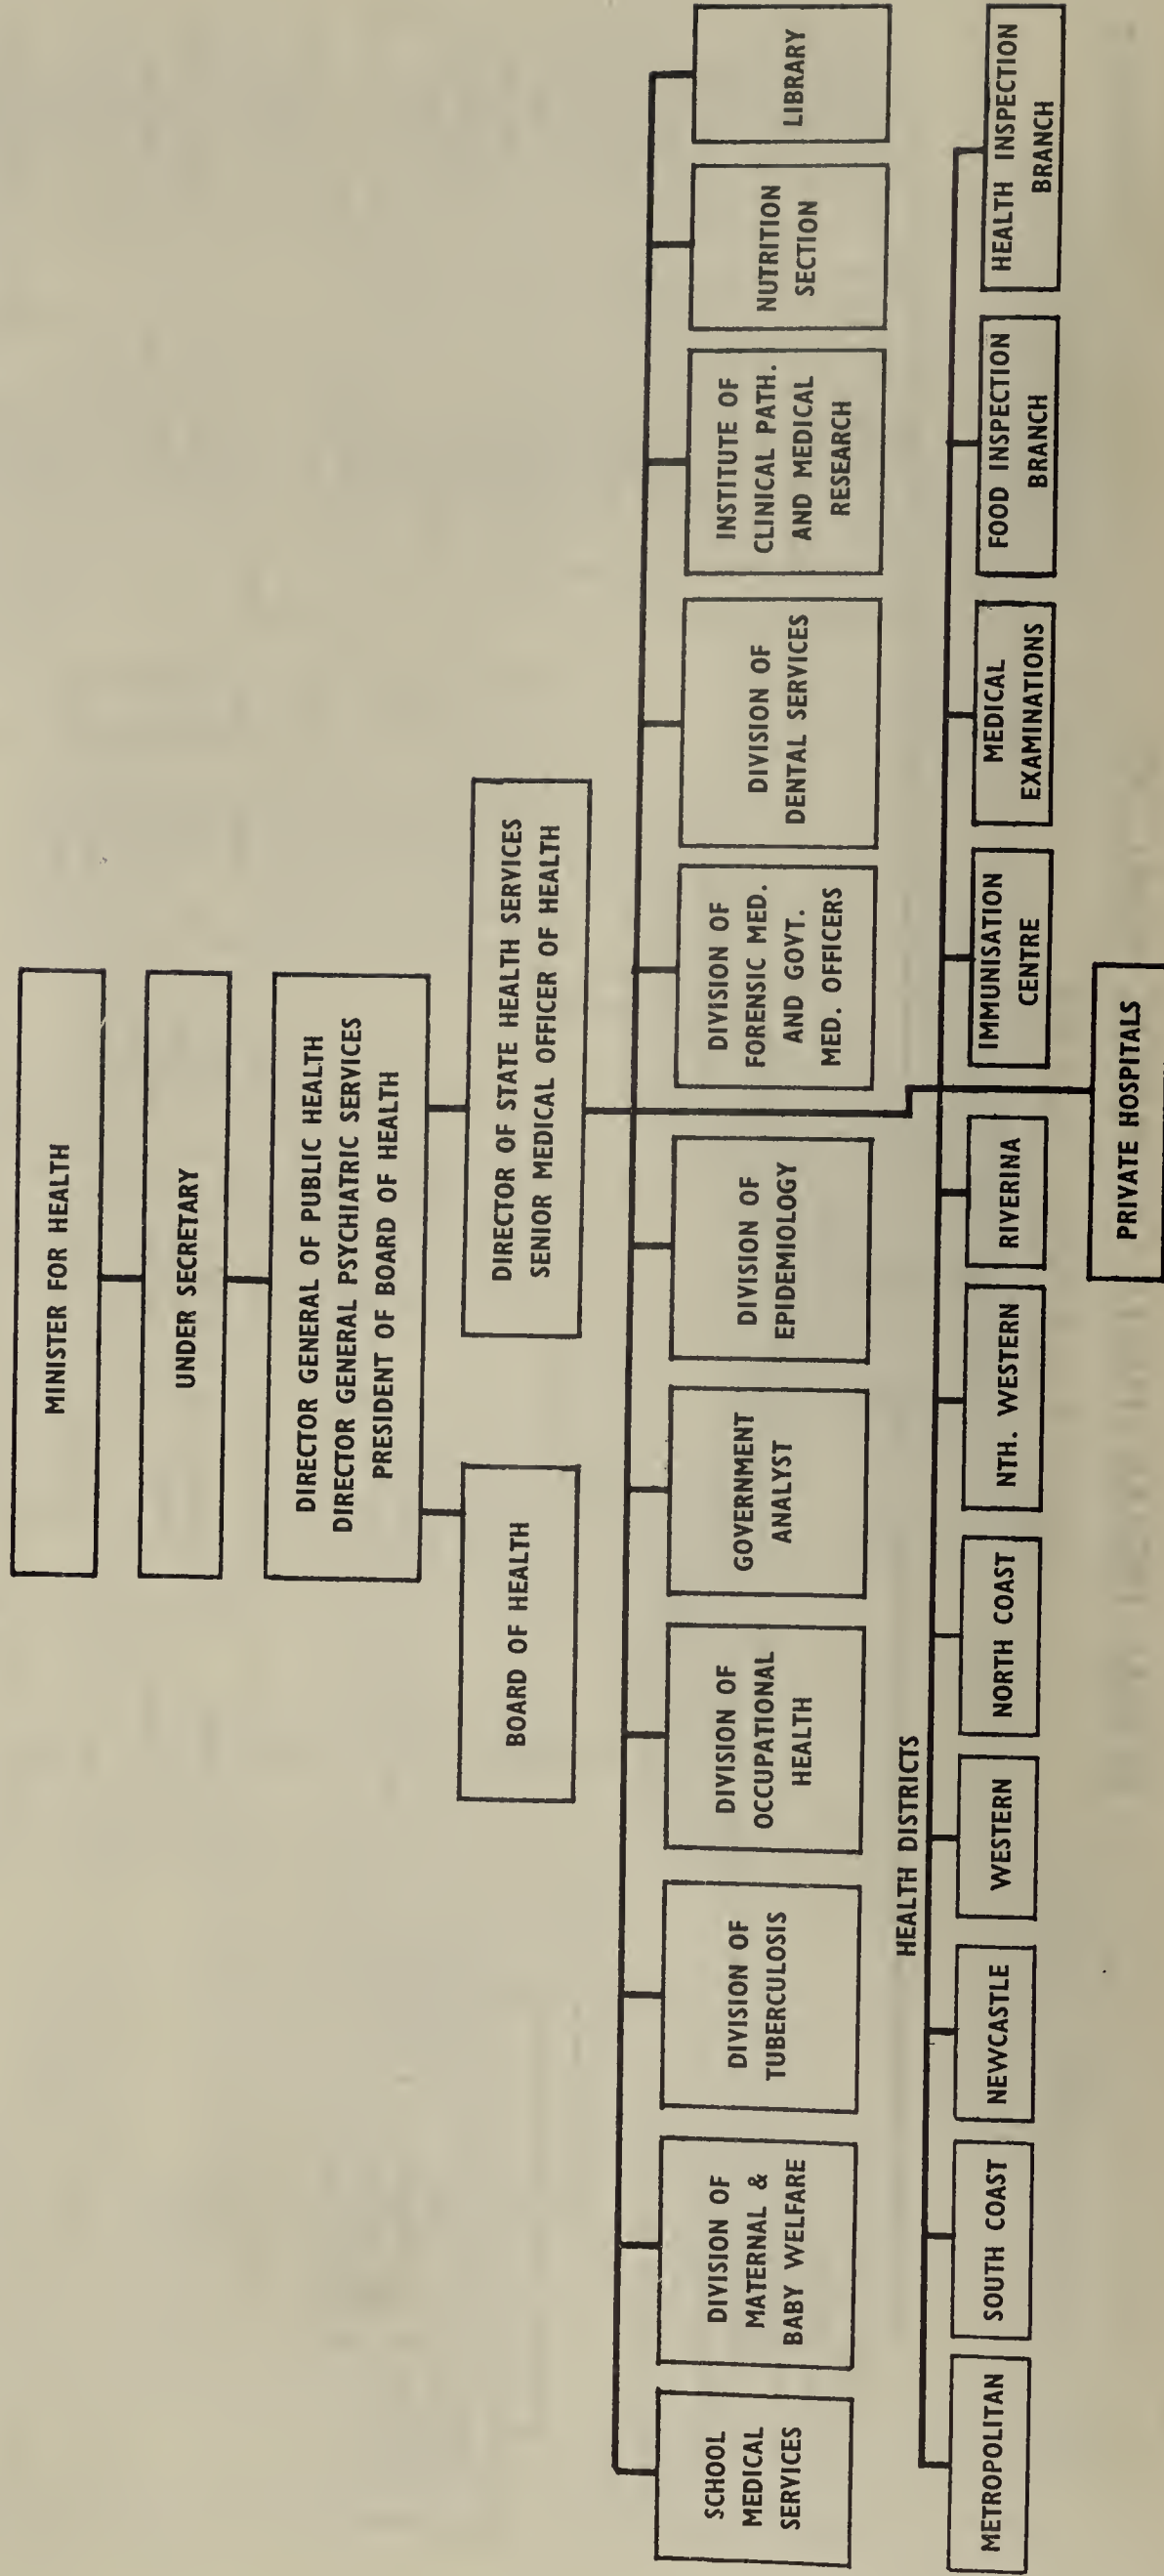 MINISTER FOR HEALTH
UNDER SECRETARY
DIRECTOR GENERAL OF PUBLIC HEALTH
DIRECTOR GENERAL PSYCHIATRIC SERVICES
PRESIDENT OF BOARD OF HEALTH
BOARD OF HEALTH
DIRECTOR OF STATE HEALTH SERVICES
SENIOR MEDICAL OFFICER OF HEALTH
SCHOOL
MEDICAL
SERVICES
DIVISION OF
MATERNAL &
BABY WELFARE
DIVISION OF
TUBERCULOSIS
DIVISION OF
OCCUPATIONAL
HEALTH
GOVERNMENT
ANALYST
DIVISION OF
EPIDEMIOLOGY
DIVISION OF
FORENSIC MED.
AND GOVT.
MED. OFFICERS
DIVISION OF
DENTAL SERVICES
INSTITUTE OF
CLINICAL PATH.
AND MEDICAL
RESEARCH
NUTRITION
SECTION
LIBRARY
HEALTH DISTRICTS
METROPOLITAN
SOUTH COAST
NEWCASTLE
WESTERN
NORTH COAST
NTH. WESTERN
RIVERINA
IMMUNISATION
CENTRE
MEDICAL
EXAMINATIONS
FOOD INSPECTION
BRANCH
HEALTH INSPECTION
BRANCH
PRIVATE HOSPITALS